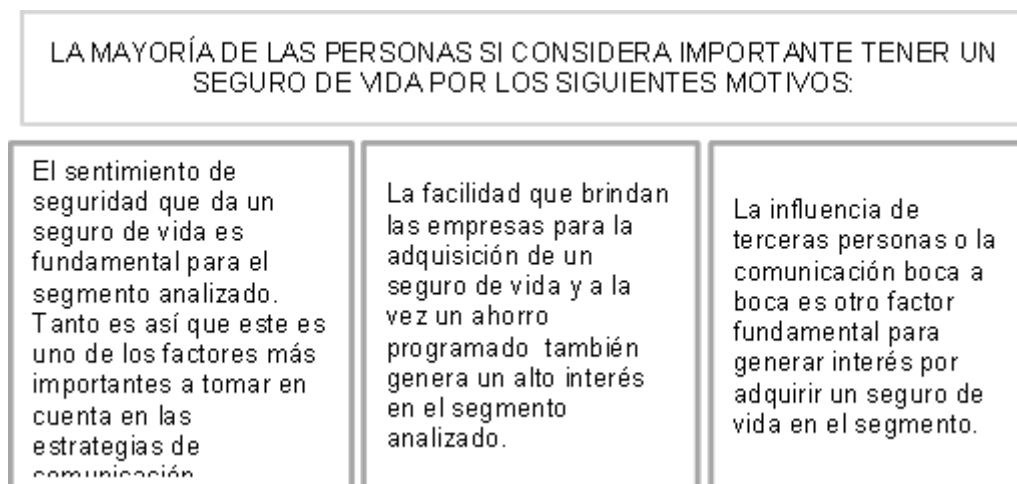 LA MAYORÍA DE LAS PERSONAS SI CONSIDERA IMPORTANTE TENER UN
SEGURO DE VIDA POR LOS SIGUIENTES MOTIVOS:
El sentimiento de
seguridad que da un
seguro de vida es
fundamental para el
segmento analizado.
Tanto es así que este es
uno de los factores más
importantes a tomar en
cuenta en las
estrategias de
comunicación
La facilidad que brindan
las empresas para la
adquisición de un
seguro de vida y a la
vez un ahorro
programado también
genera un alto interés
en el segmento
analizado.
La influencia de
terceras personas o la
comunicación boca a
boca es otro factor
fundamental para
generar interés por
adquirir un seguro de
vida en el segmento.